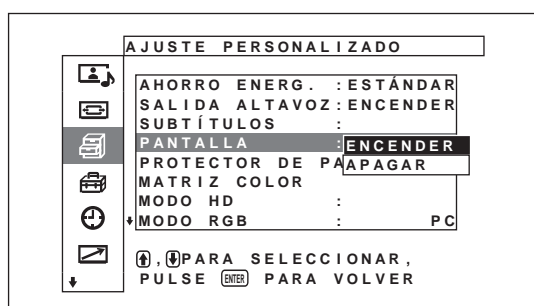 AJUSTE PERSONALIZADO
AHORRO ENERG. :ESTÁNDAR
SALIDA ALTAVOZ:ENCENDER
SUBTÍTULOS :
PANTALLA :ENCENDER
PROTECTOR DE PA APAGAR
MATRIZ COLOR
MODO HD :
MODO RGB : PC
, PARA SELECCIONAR,
PULSE ENTER PARA VOLVER